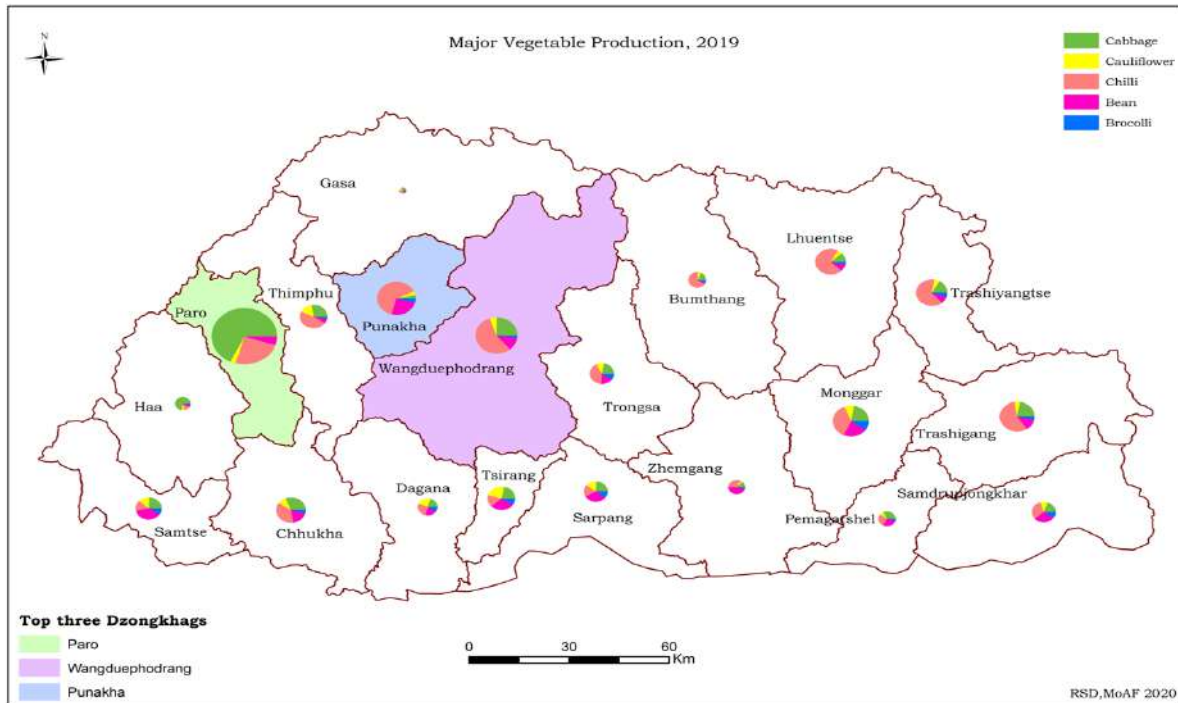 N
Major Vegetable Production, 2019
Cabbage
Cauliflower
Chilli
Bean
Brocolli
Gasa
Lhuentse
Thimphu
Bumthang
Trashiyangtse
Paro
Punakha
Wangduephodrang
Trongsa
Monggar
Haa
Trashigang
Zhemgang
Tsirang
Dagana
Samdrupjongkhar
Sarpang
Pemagatshel
Samtse
Chhukha
Top three Dzongkhags
Paro
Wangduephodrang
Punakha
0 30 60
Km
RSD,MoAF 2020